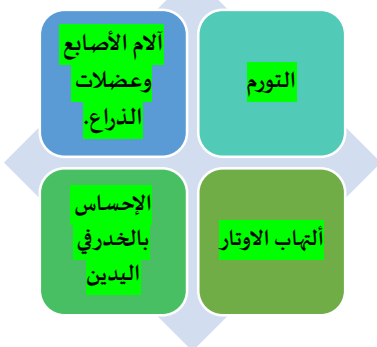 التورم
آلام الأصابع
وعضلات
الذراع.
ألتهاب الاوتار
الإحساس
بالخدرفي
اليدين